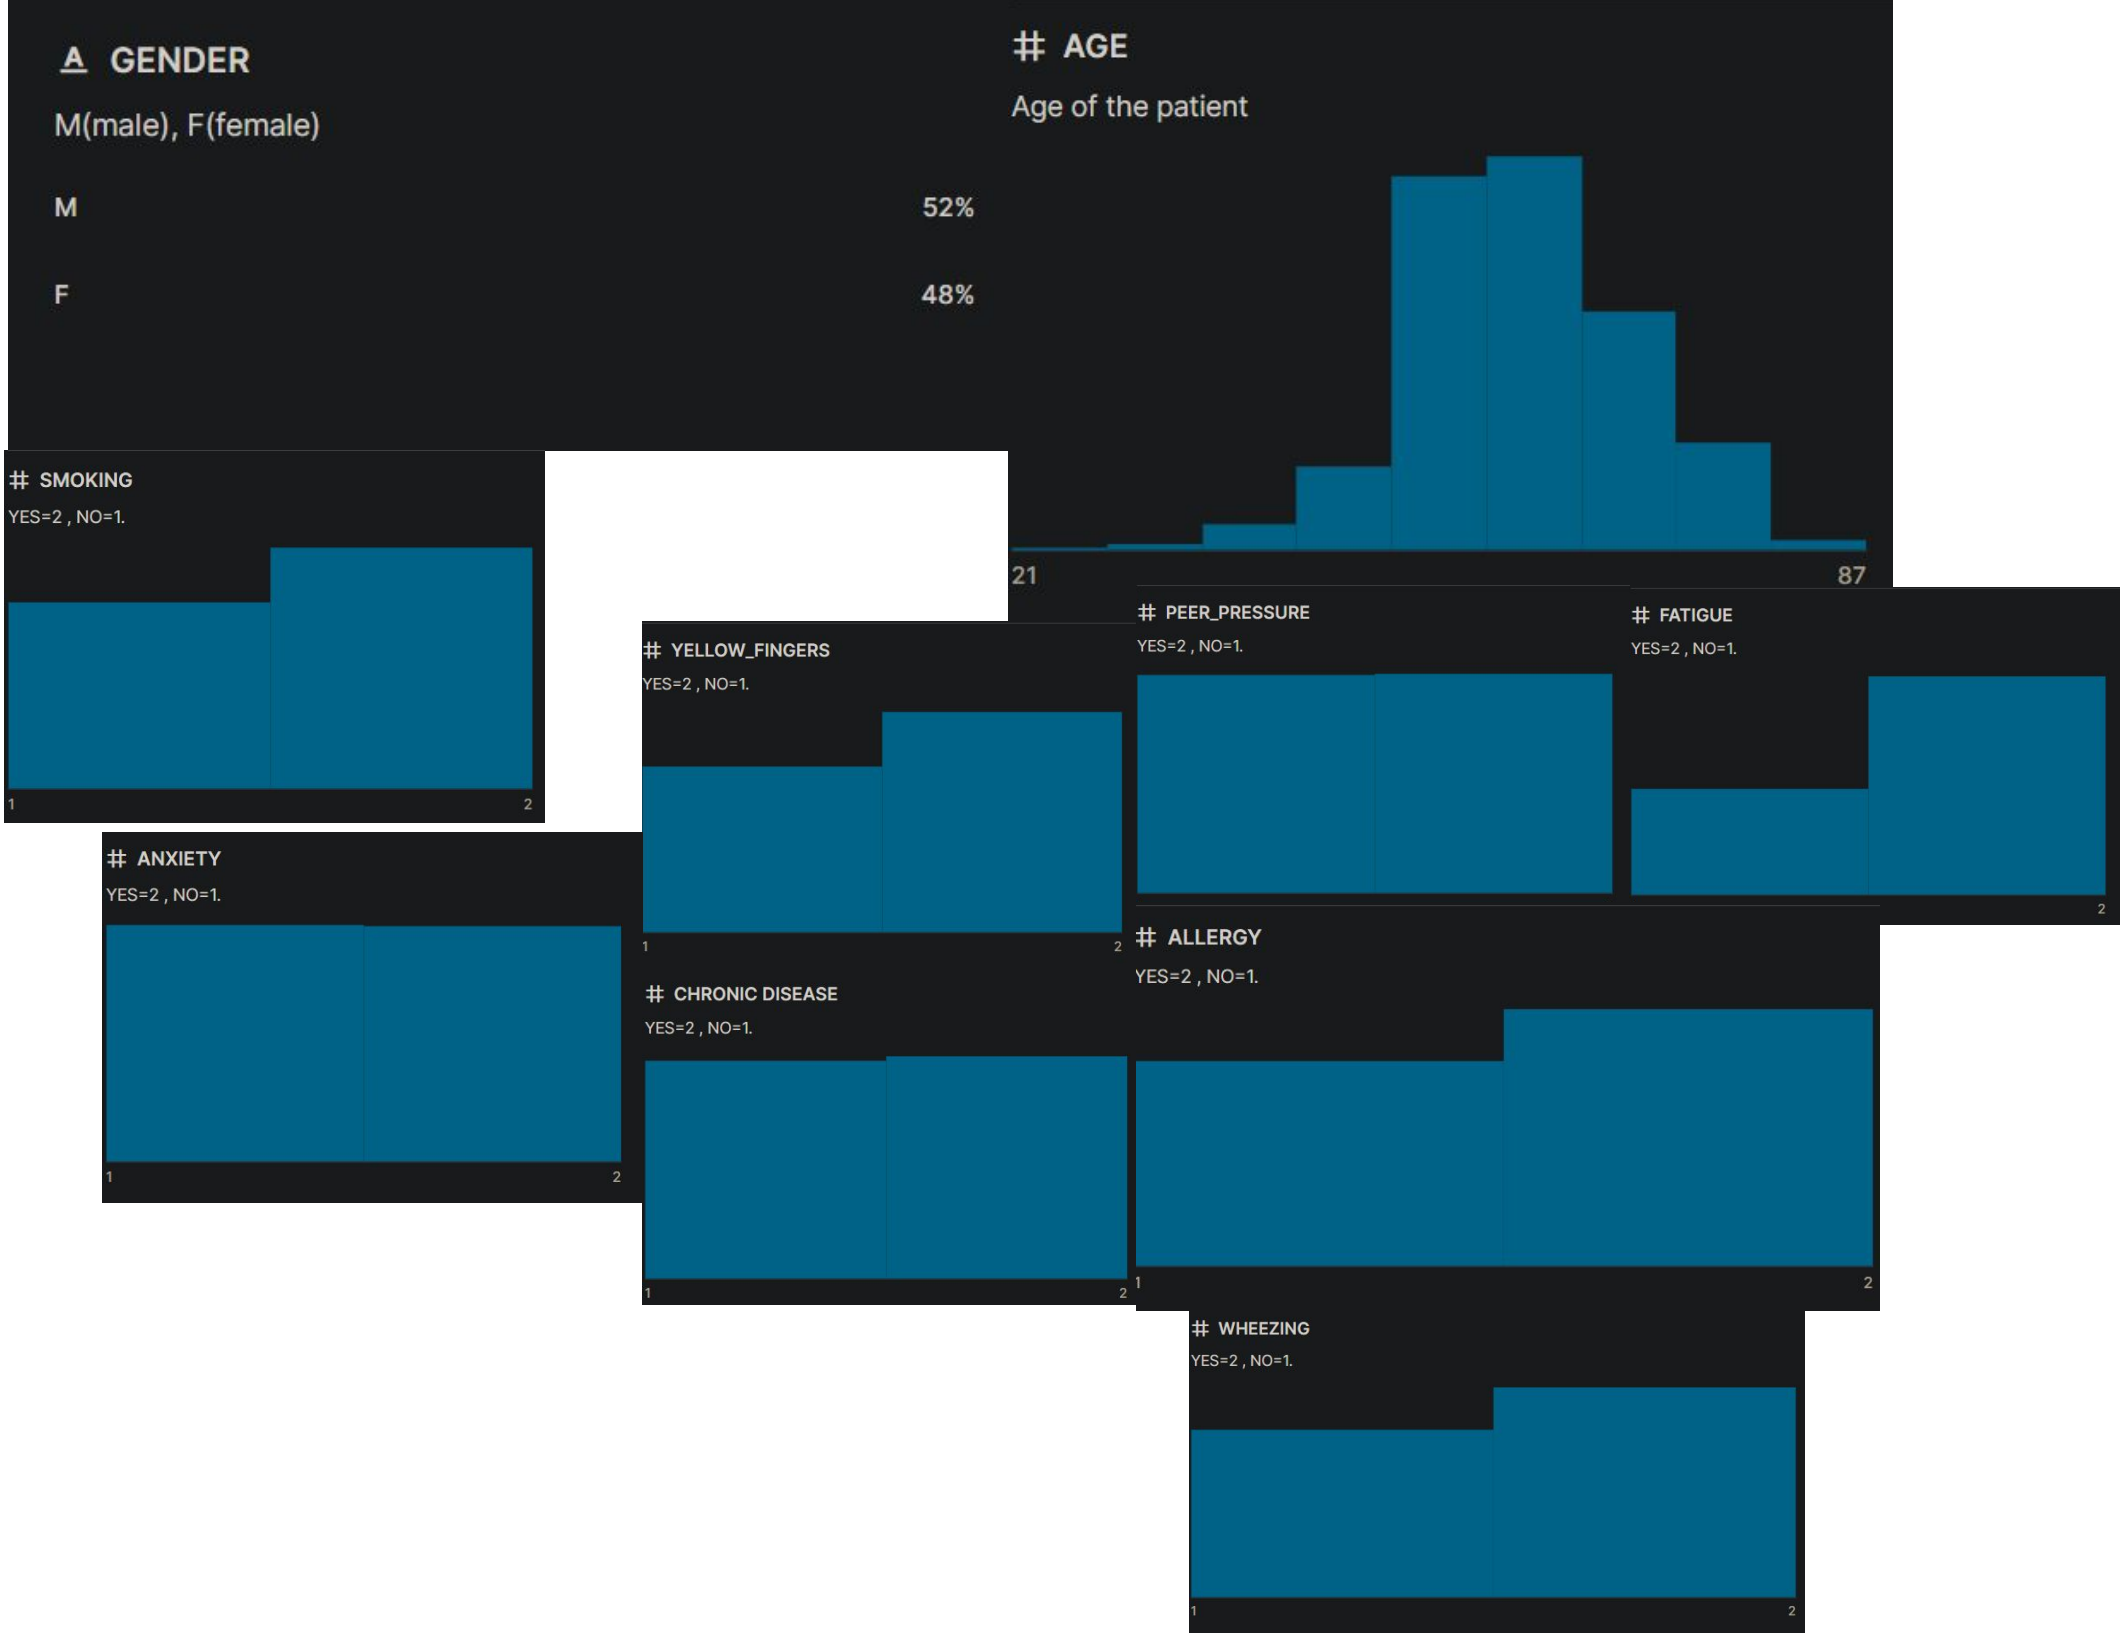 A GENDER
M(male), F(female)
M 52%
F 48%
# AGE
Age of the patient
21 87
# SMOKING
YES=2 , NO=1.
1 2
# YELLOW_FINGERS
YES=2 , NO=1.
1 2
# PEER_PRESSURE
YES=2 , NO=1.
# FATIGUE
YES=2 , NO=1.
2
# ANXIETY
YES=2 , NO=1.
1 2
# CHRONIC DISEASE
YES=2 , NO=1.
1 2
# ALLERGY
YES=2 , NO=1.
1 2
# WHEEZING
YES=2 , NO=1.
1 2